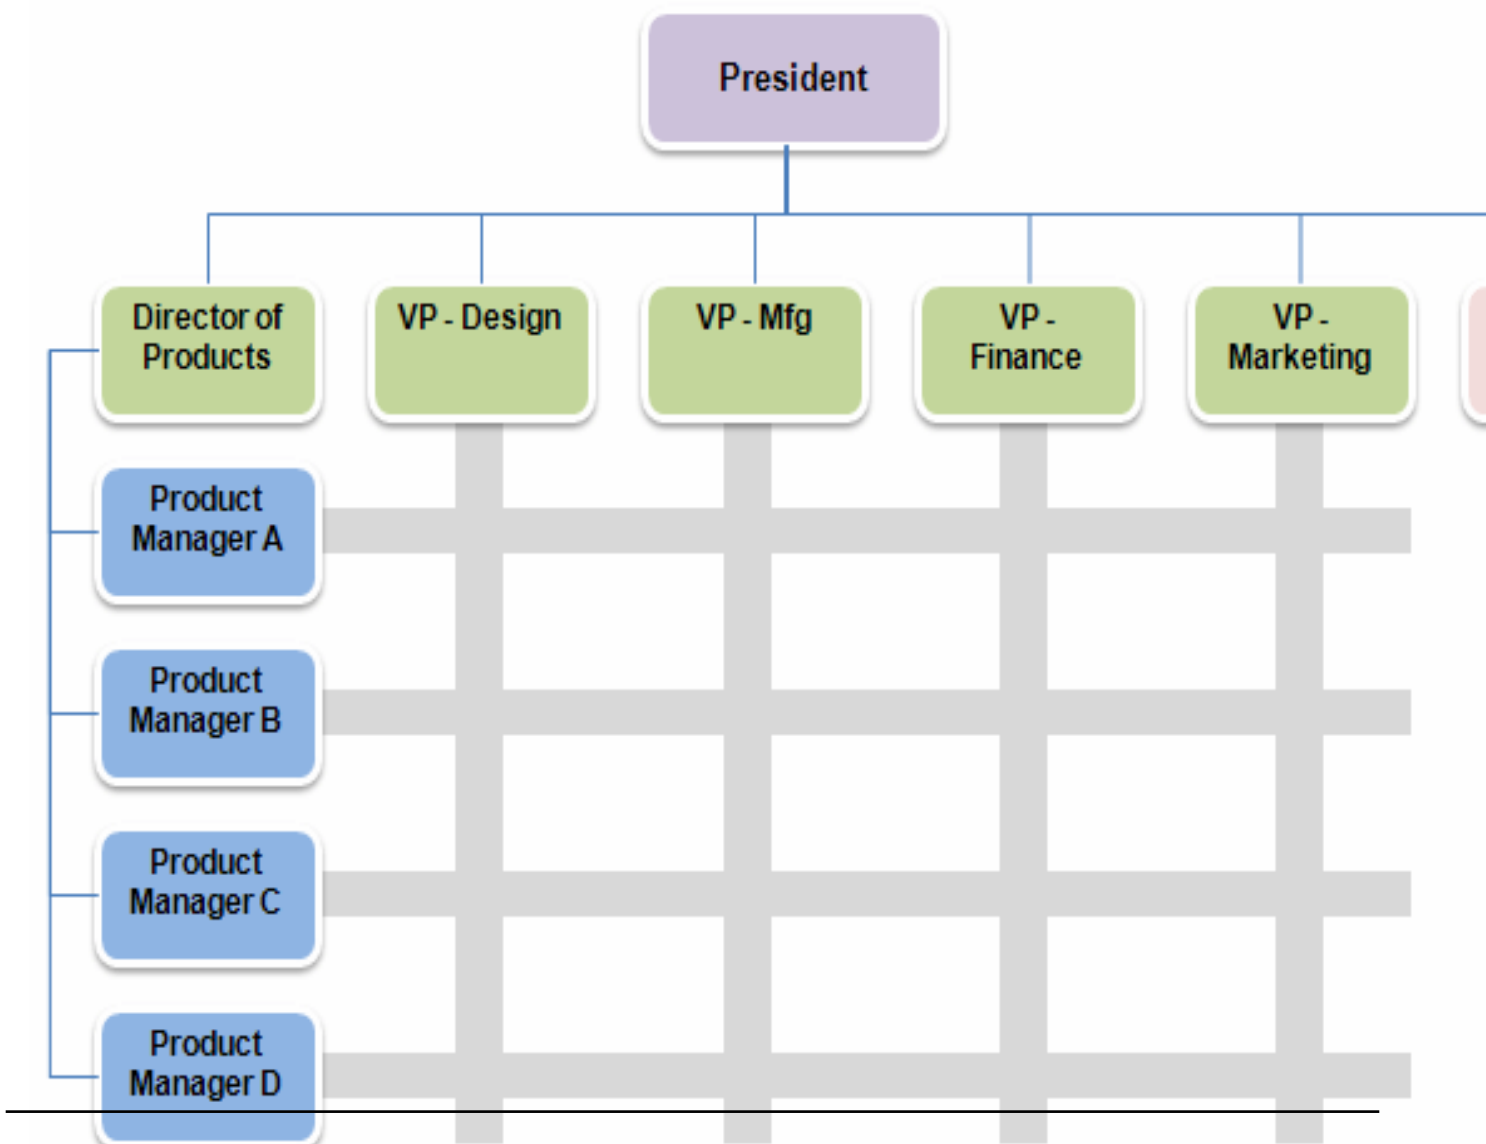 President
Director of
Products
VP - Design
VP - Mfg
VP -
Finance
VP -
Marketing
Product
Manager A
Product
Manager B
Product
Manager C
Product
Manager D